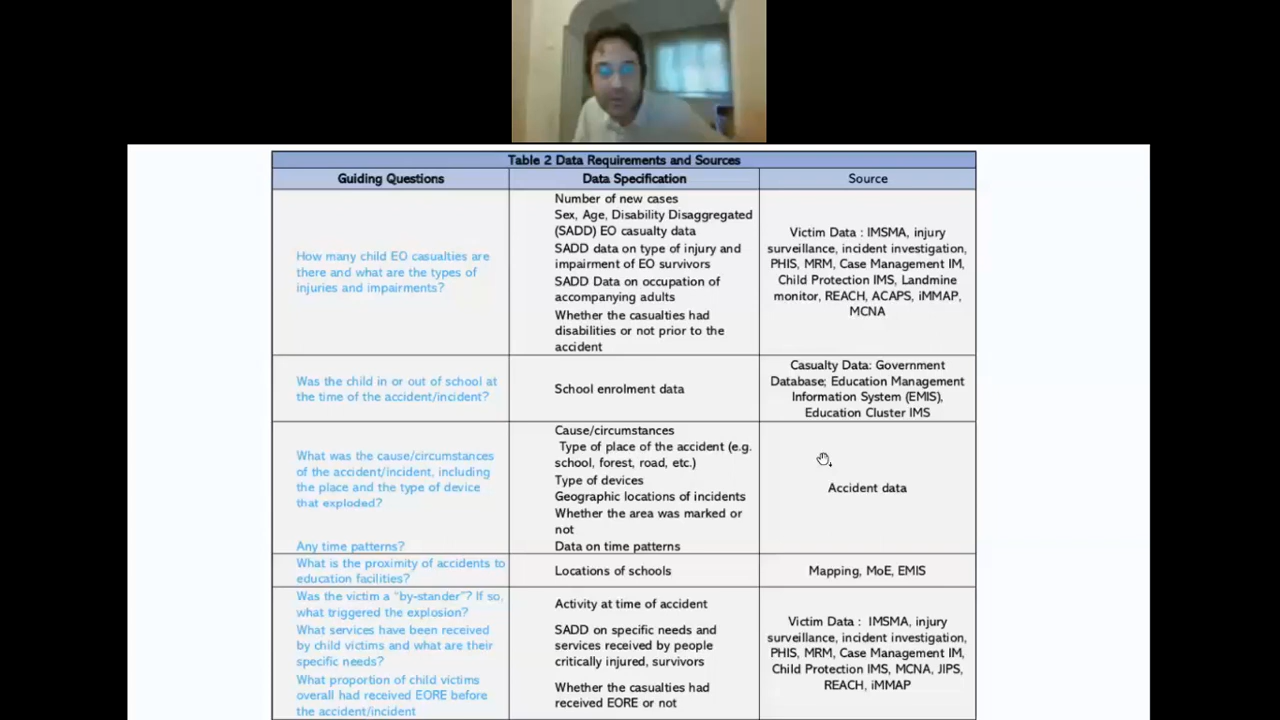 Table 2 Data Requirements and Sources
Guiding Questions
Data Specification
Source
How many child EO casualties are
there and what are the types of
injuries and impairments?
Number of new cases
Sex, Age, Disability Disaggregated
(SADD) EO casualty data
SADD data on type of injury and
impairment of EO survivors
SADD Data on occupation of
accompanying adults
Whether the casualties had
disabilities or not prior to the
accident
Victim Data : IMSMA, injury
surveillance, incident investigation,
PHIS, MRM, Case Management IM,
Child Protection IMS, Landmine
monitor, REACH, ACAPS, iMMAP,
MCNA
Was the child in or out of school at
the time of the accident/incident?
School enrolment data
Casualty Data: Government
Database; Education Management
Information System (EMIS),
Education Cluster IMS
What was the cause/circumstances
of the accident/incident, including
the place and the type of device
that exploded?
Any time patterns?
Cause/circumstances
Type of place of the accident (e.g.
school, forest, road, etc.)
Type of devices
Geographic locations of incidents
Whether the area was marked or
not
Data on time patterns
Accident data
What is the proximity of accidents to
education facilities?
Locations of schools
Mapping, MoE, EMIS
Was the victim a “by-stander”? If so,
what triggered the explosion?
What services have been received
by child victims and what are their
specific needs?
What proportion of child victims
overall had received EORE before
the accident/incident
Activity at time of accident
SADD on specific needs and
services received by people
critically injured, survivors
Whether the casualties had
received EORE or not
Victim Data : IMSMA, injury
surveillance, incident investigation,
PHIS, MRM, Case Management IM,
Child Protection IMS, MCNA, JIPS,
REACH, iMMAP